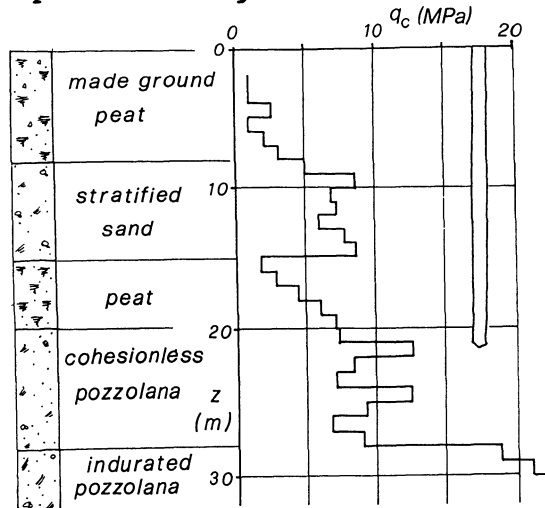 q_c (MPa)
0 10 20
0
made ground
peat
10
stratified
sand
peat
20
cohesionless
pozzolana
z
(m)
indurated
pozzolana
30